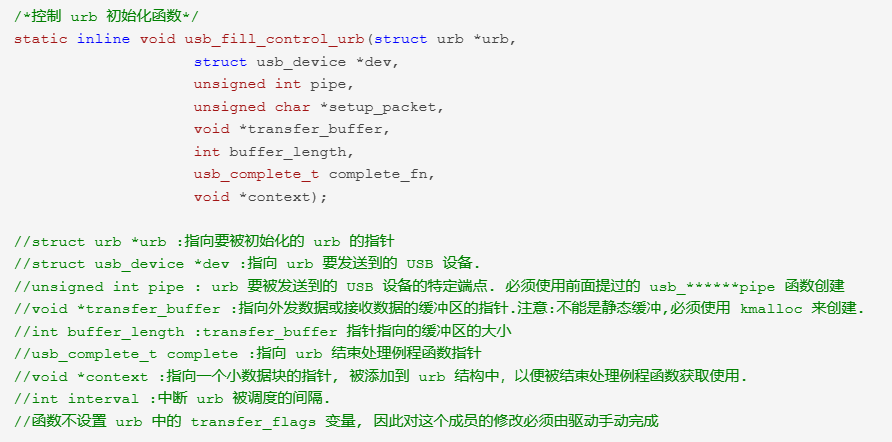 /*控制 urb 初始化函数*/
static inline void usb_fill_control_urb(struct urb *urb,
struct usb_device *dev,
unsigned int pipe,
unsigned char *setup_packet,
void *transfer_buffer,
int buffer_length,
usb_complete_t complete_fn,
void *context);
//struct urb *urb :指向要被初始化的 urb 的指针
//struct usb_device *dev :指向 urb 要发送到的 USB 设备.
//unsigned int pipe : urb 要被发送到的 USB 设备的特定端点. 必须使用前面提过的 usb_******pipe 函数创建
//void *transfer_buffer :指向外发数据或接收数据的缓冲区的指针.注意:不能是静态缓冲,必须使用 kmalloc 来创建.
//int buffer_length :transfer_buffer 指针指向的缓冲区的大小
//usb_complete_t complete :指向 urb 结束处理例程函数指针
//void *context :指向一个小数据块的指针, 被添加到 urb 结构中, 以便被结束处理例程函数获取使用.
//int interval :中断 urb 被调度的间隔.
//函数不设置 urb 中的 transfer_flags 变量, 因此对这个成员的修改必须由驱动手动完成